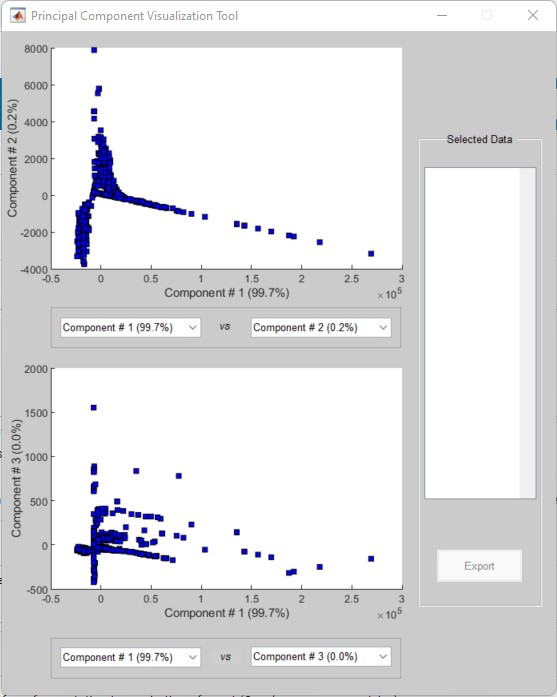 Principal Component Visualization Tool
8000
6000
4000
2000
0
-2000
-4000
Component # 2 (0.2%)
-0.5
0
0.5
1
1.5
2
2.5
3
× 10^5
Component # 1 (99.7%)
Component # 1 (99.7%)
vs
Component # 2 (0.2%)
2000
1500
1000
500
0
-500
Component # 3 (0.0%)
-0.5
0
0.5
1
1.5
2
2.5
3
× 10^5
Component # 1 (99.7%)
Component # 1 (99.7%)
vs
Component # 3 (0.0%)
Selected Data
Export